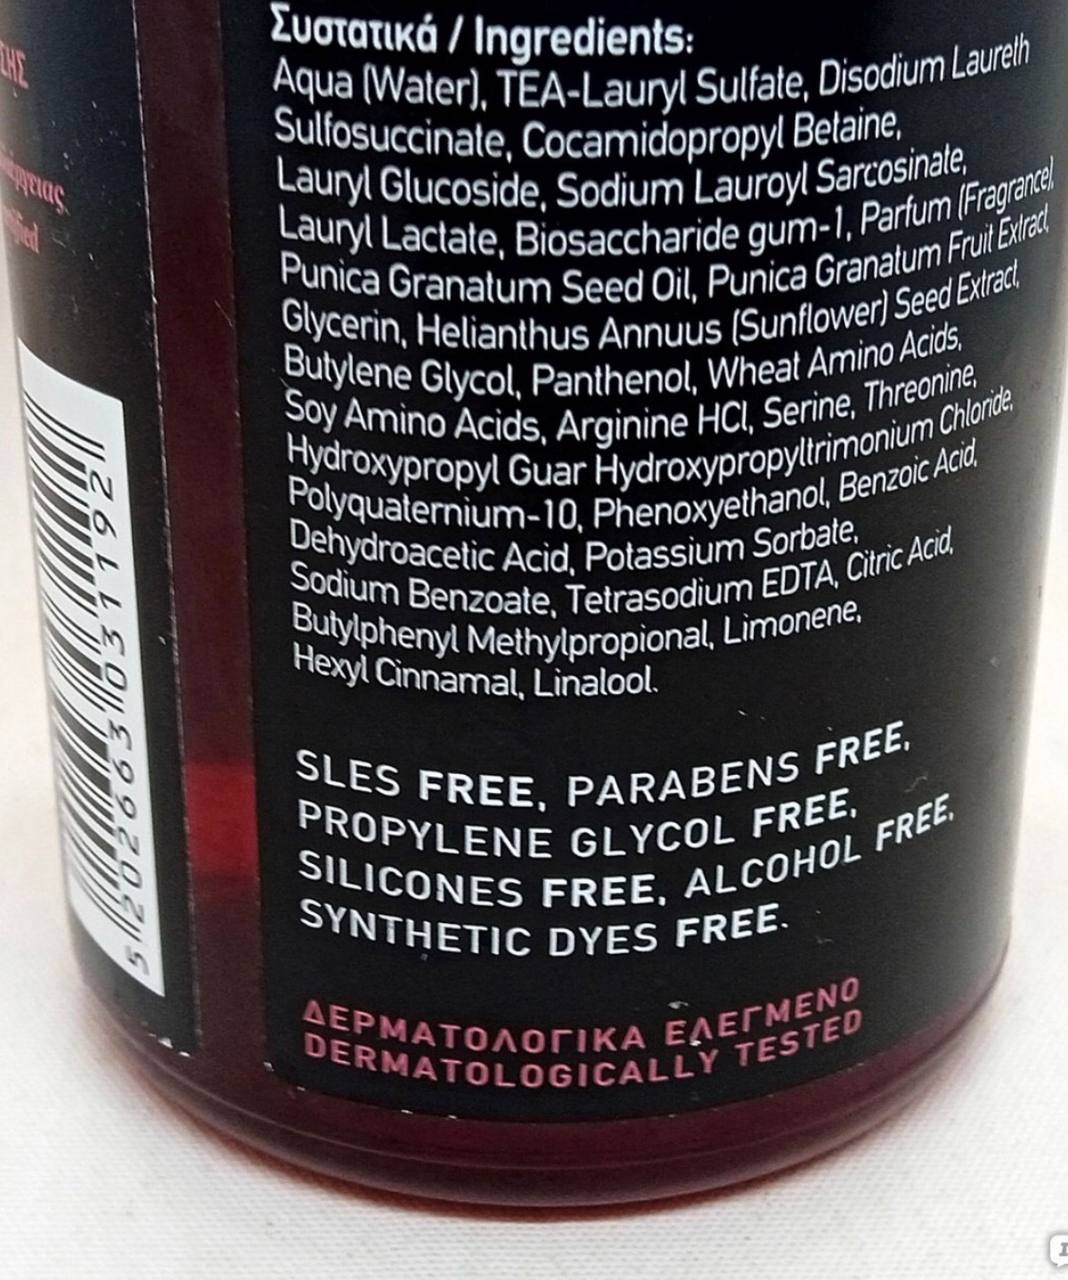 ΣΗΣ
fied
5 202663 031192
Συστατικά / Ingredients:
Aqua (Water), TEA-Lauryl Sulfate, Disodium Laureth
Sulfosuccinate, Cocamidopropyl Betaine,
Lauryl Glucoside, Sodium Lauroyl Sarcosinate,
Lauryl Lactate, Biosaccharide gum-1, Parfum (Fragrance),
Punica Granatum Seed Oil, Punica Granatum Fruit Extract,
Glycerin, Helianthus Annuus (Sunflower) Seed Extract,
Butylene Glycol, Panthenol, Wheat Amino Acids,
Soy Amino Acids, Arginine HCl, Serine, Threonine,
Hydroxypropyl Guar Hydroxypropyltrimonium Chloride,
Polyquaternium-10, Phenoxyethanol, Benzoic Acid,
Dehydroacetic Acid, Potassium Sorbate,
Sodium Benzoate, Tetrasodium EDTA, Citric Acid,
Butylphenyl Methylpropional, Limonene,
Hexyl Cinnamal, Linalool.
SLES FREE, PARABENS FREE,
PROPYLENE GLYCOL FREE,
SILICONES FREE, ALCOHOL FREE,
SYNTHETIC DYES FREE.
ΔΕΡΜΑΤΟΛΟΓΙΚΑ ΕΛΕΓΜΕΝΟ
DERMATOLOGICALLY TESTED